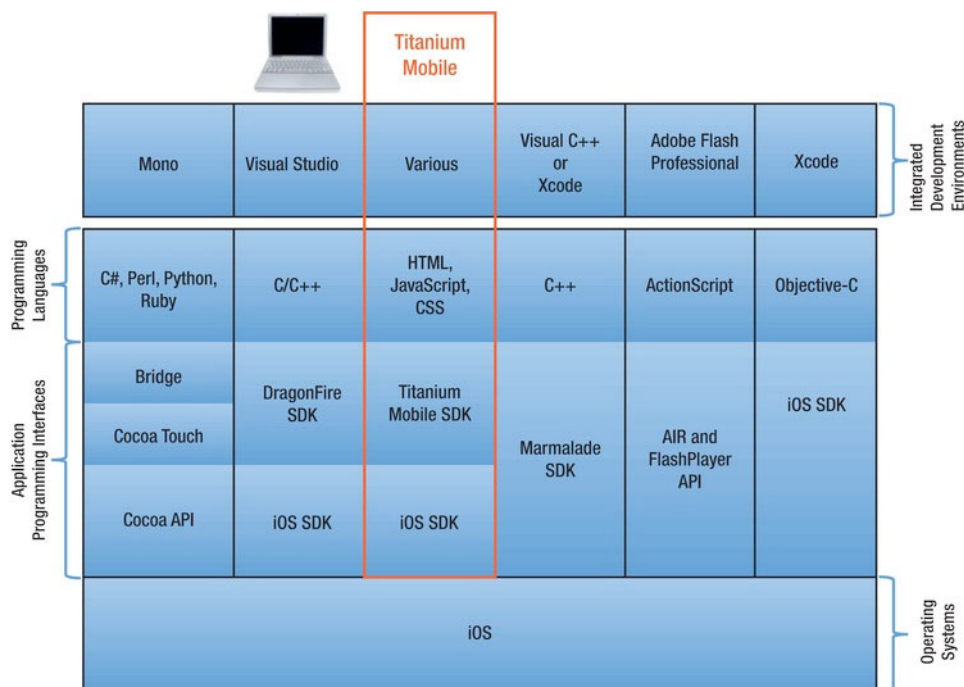 Titanium
Mobile
Mono
Visual Studio
Various
Visual C++
or
Xcode
Adobe Flash
Professional
Xcode
Integrated
Development
Environments
Programming
Languages
C#, Perl, Python,
Ruby
C/C++
HTML,
JavaScript,
CSS
C++
ActionScript
Objective-C
Application
Programming Interfaces
Bridge
Cocoa Touch
Cocoa API
DragonFire
SDK
iOS SDK
Titanium
Mobile SDK
iOS SDK
Marmalade
SDK
AIR and
FlashPlayer
API
iOS SDK
iOS
Operating
Systems